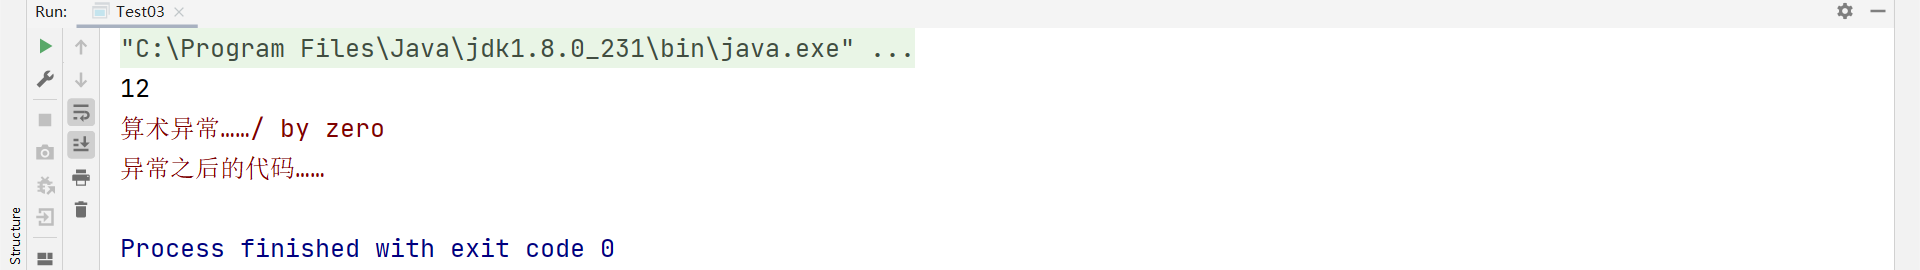 Run: Test03
"C:\Program Files\Java\jdk1.8.0_231\bin\java.exe" ...
12
算术异常……/ by zero
异常之后的代码……
Process finished with exit code 0
Structure